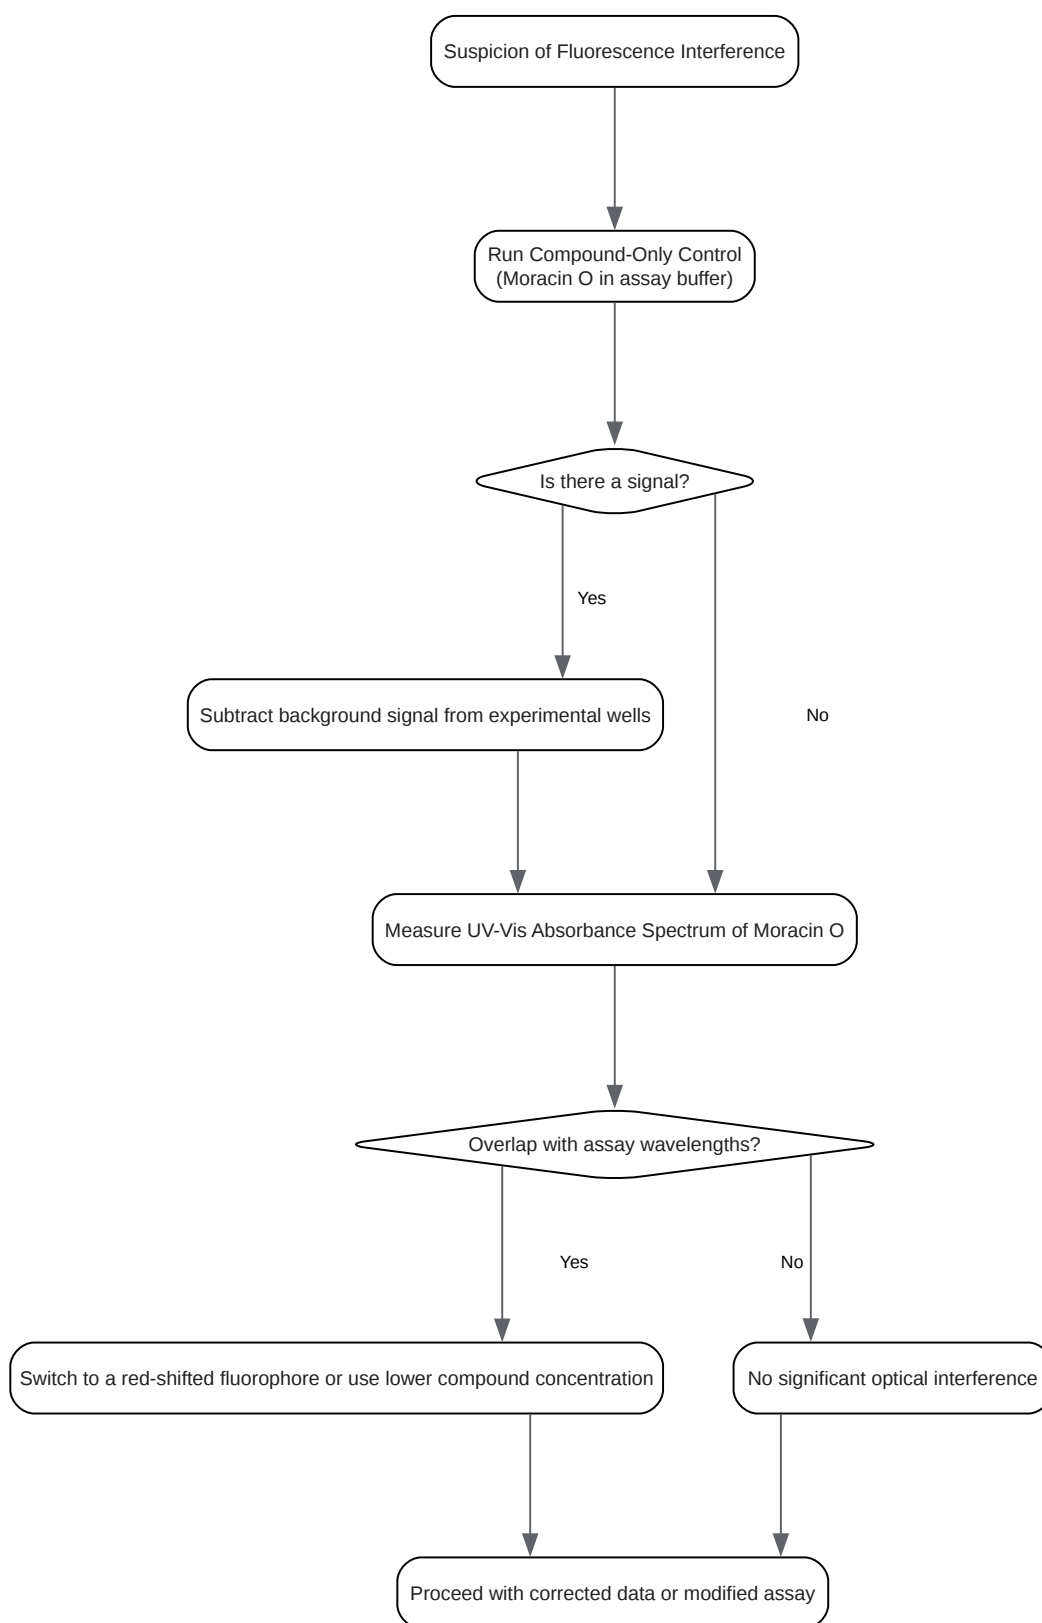 Suspicion of Fluorescence Interference
Run Compound-Only Control
(Moracin O in assay buffer)
Is there a signal?
Yes
Subtract background signal from experimental wells
No
Measure UV-Vis Absorbance Spectrum of Moracin O
Overlap with assay wavelengths?
Yes
No
Switch to a red-shifted fluorophore or use lower compound concentration
No significant optical interference
Proceed with corrected data or modified assay